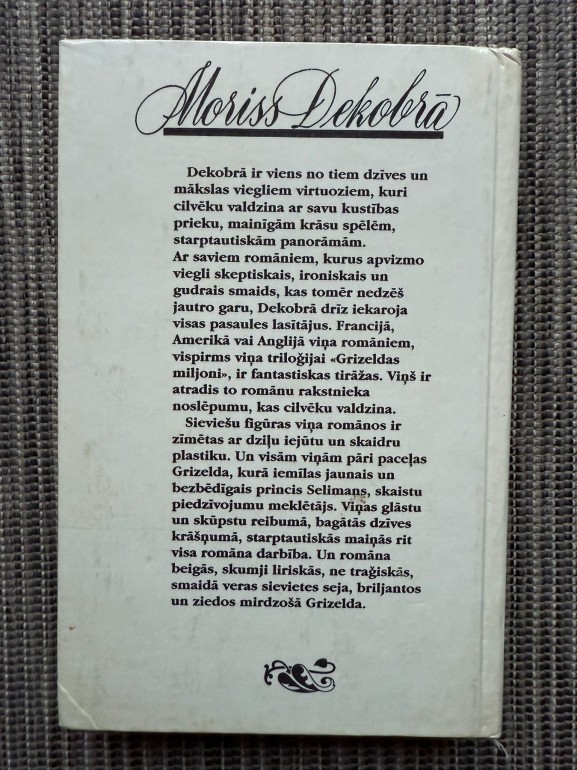 Moriss Dekobrā
Dekobrā ir viens no tiem dzīves un
mākslas viegliem virtuoziem, kuri
cilvēku valdzina ar savu kustības
prieku, mainīgām krāsu spēlēm,
starptautiskām panorāmām.
Ar saviem romāniem, kurus apvizmo
viegli skeptiskais, ironiskais un
gudrais smaids, kas tomēr nedzēš
jautro garu, Dekobrā drīz iekaroja
visas pasaules lasītājus. Francijā,
Amerikā vai Anglijā viņa romāniem,
vispirms viņa triloģijai «Grizeldas
miljoni», ir fantastiskas tirāžas. Viņš ir
atradis to romānu rakstnieka
noslēpumu, kas cilvēku valdzina.
Sieviešu figūras viņa romānos ir
zīmētas ar dziļu iejūtu un skaidru
plastiku. Un visām viņām pāri paceļas
Grizelda, kurā iemīlas jaunais un
bezbēdīgais princis Selimans, skaistu
piedzīvojumu meklētājs. Viņas glāstu
un skūpstu reibumā, bagātās dzīves
krāšņumā, starptautiskās maiņās rit
visa romāna darbība. Un romāna
beigās, skumji liriskās, ne traģiskās,
smaidā veras sievietes seja, briljantos
un ziedos mirdzošā Grizelda.